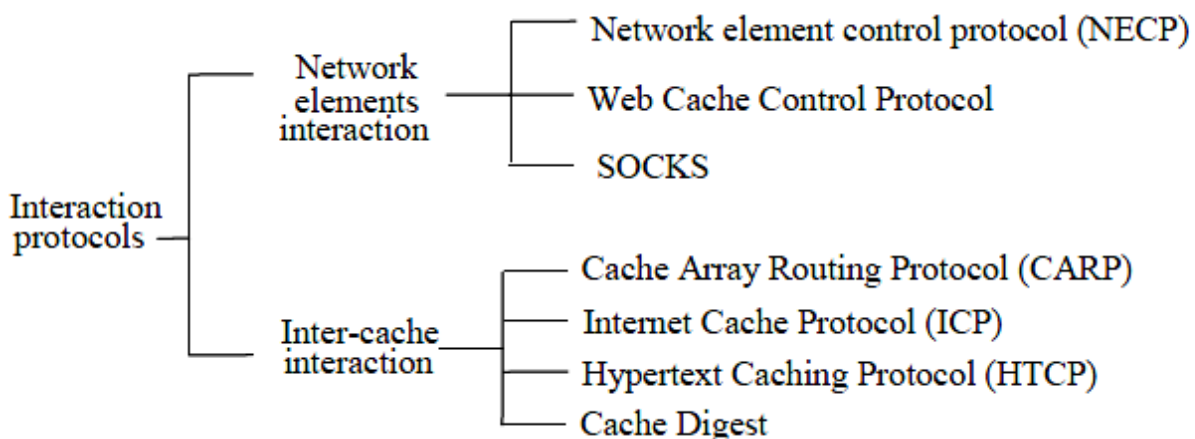 Interaction
protocols
Network
elements
interaction
Network element control protocol (NECP)
Web Cache Control Protocol
SOCKS
Inter-cache
interaction
Cache Array Routing Protocol (CARP)
Internet Cache Protocol (ICP)
Hypertext Caching Protocol (HTCP)
Cache Digest